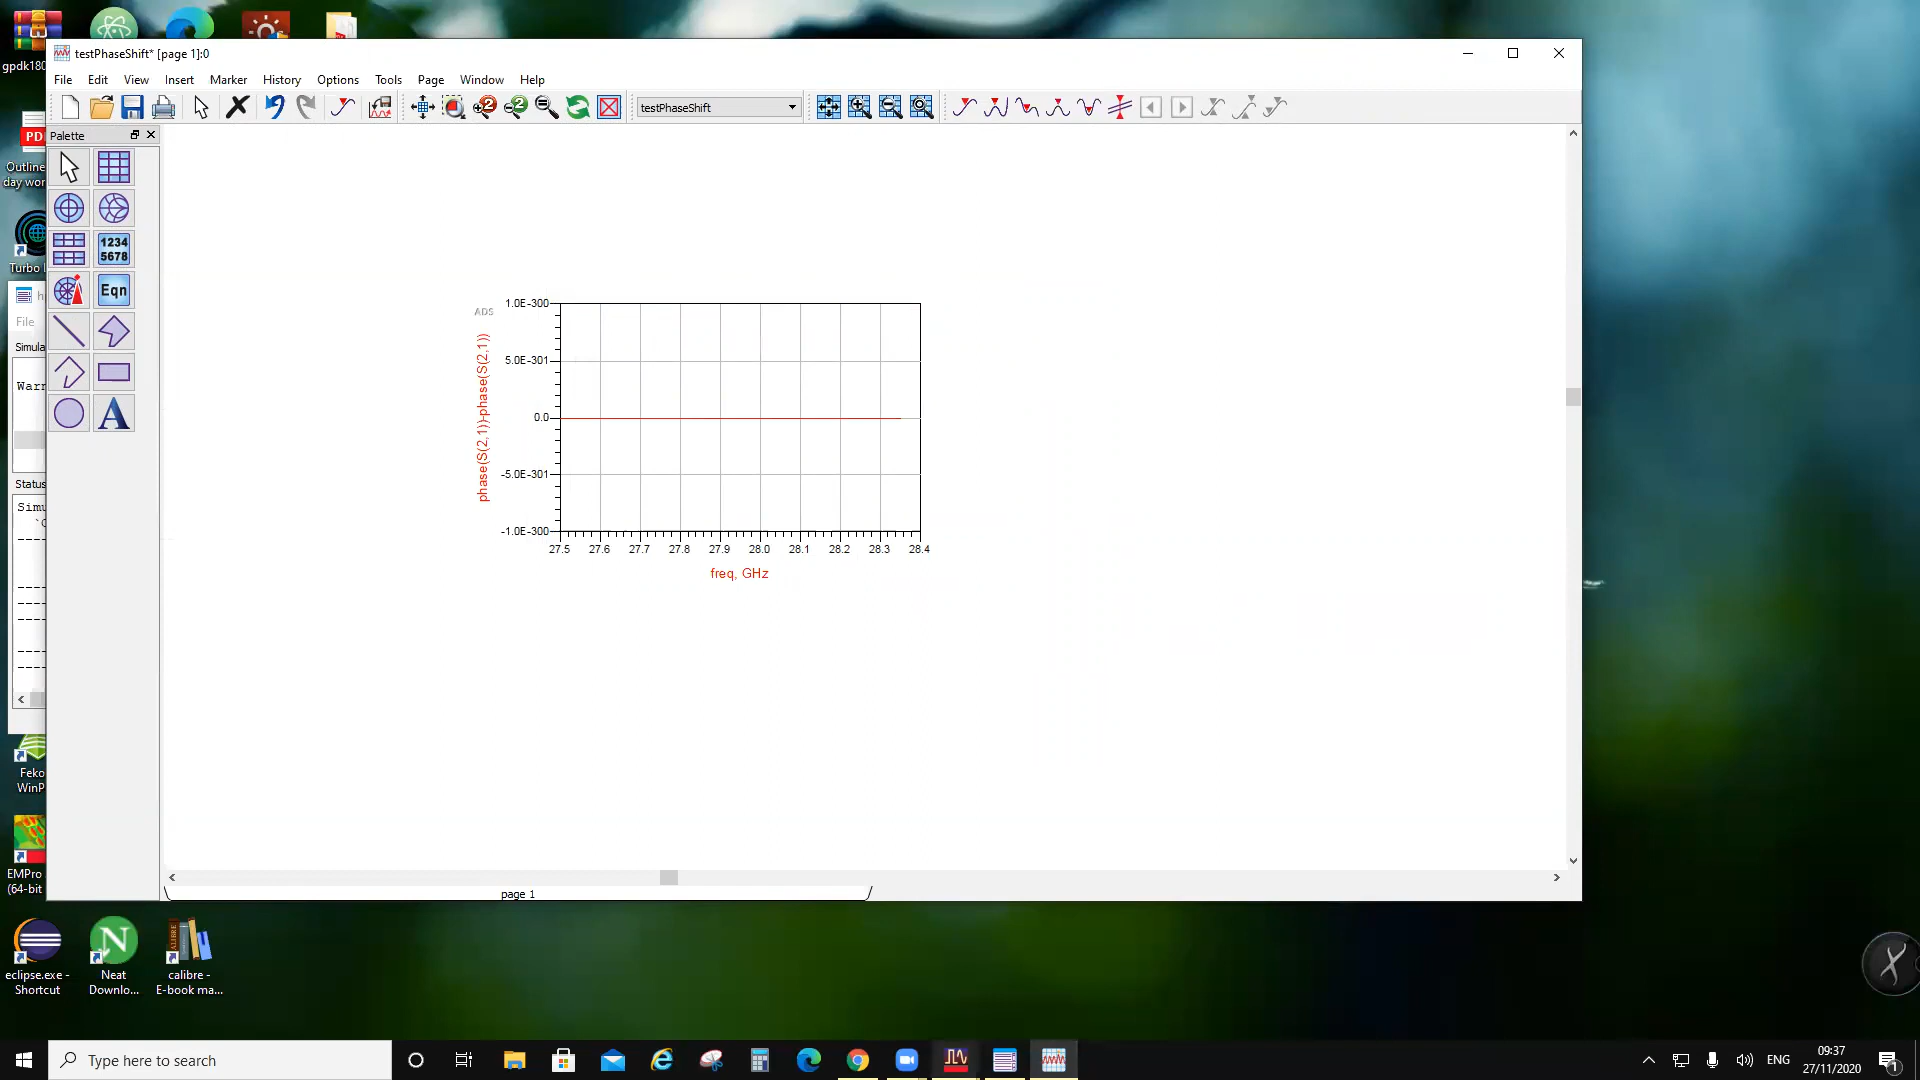 gpdk180
testPhaseShift* [page 1]:0
File Edit View Insert Marker History Options Tools Page Window Help
testPhaseShift
Palette
PDF
Outline
day wor
1234
5678
Turbo
Eqn
File
Simula
Warr
Status
Simu
ADS
1.0E-300
5.0E-301
0.0
-5.0E-301
-1.0E-300
phase(S(2,1))-phase(S(2,1))
27.5 27.6 27.7 27.8 27.9 28.0 28.1 28.2 28.3 28.4
freq, GHz
Feko
WinP
EMPro
(64-bit
page 1
eclipse.exe -
Shortcut
Neat
Downlo...
calibre -
E-book ma...
Type here to search
ENG
09:37
27/11/2020
1